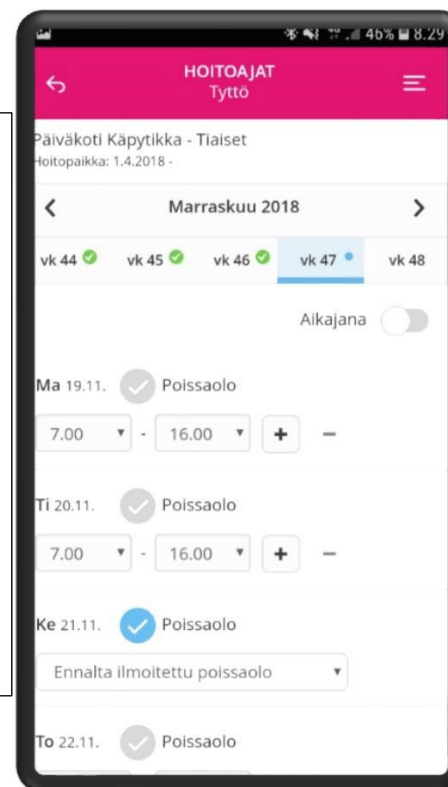 46% 8.29
HOITOAJAT
Tyttö
Päiväkoti Käpytikka - Tiaiset
Hoitopaikka: 1.4.2018 -
Marraskuu 2018
vk 44 vk 45 vk 46 vk 47 vk 48
Aikajana
Ma 19.11. Poissaolo
7.00 - 16.00 + -
Ti 20.11. Poissaolo
7.00 - 16.00 + -
Ke 21.11. Poissaolo
Ennalta ilmoitettu poissaolo
To 22.11. Poissaolo